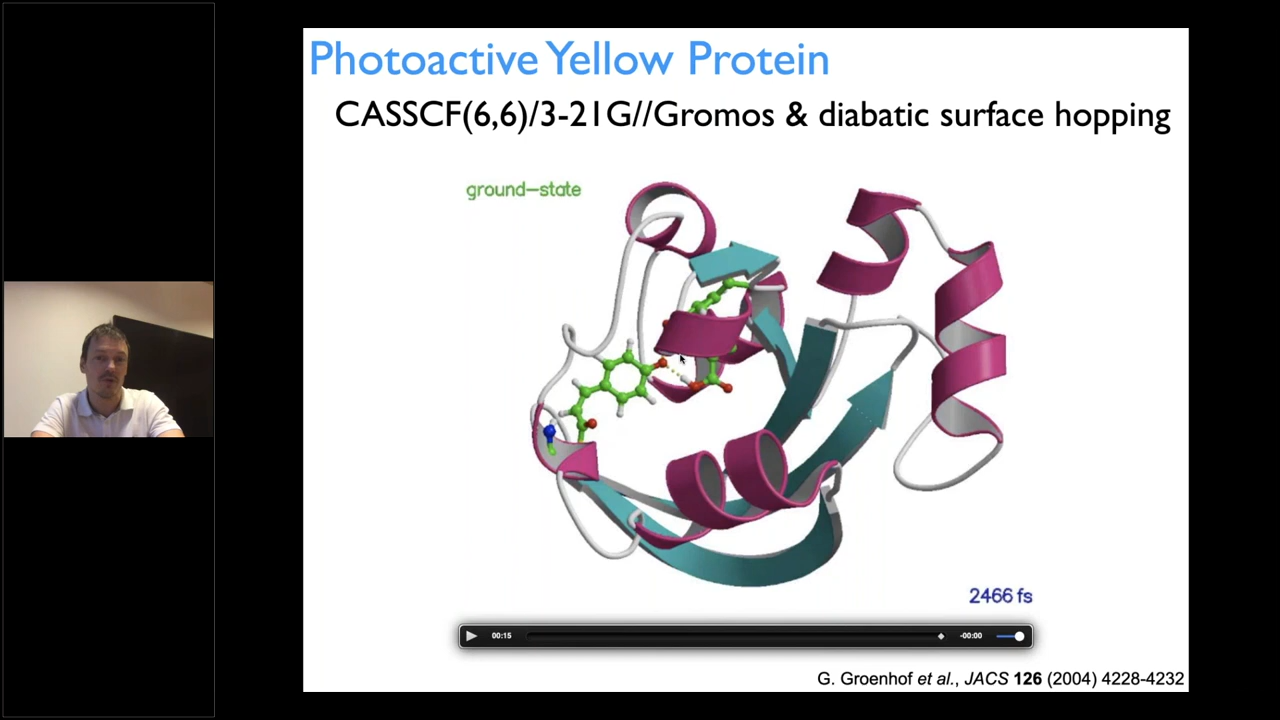 Photoactive Yellow Protein
CASSCF(6,6)/3-21G//Gromos & diabatic surface hopping
ground-state
2466 fs
00:15
-00:00
G. Groenhof et al., JACS 126 (2004) 4228-4232